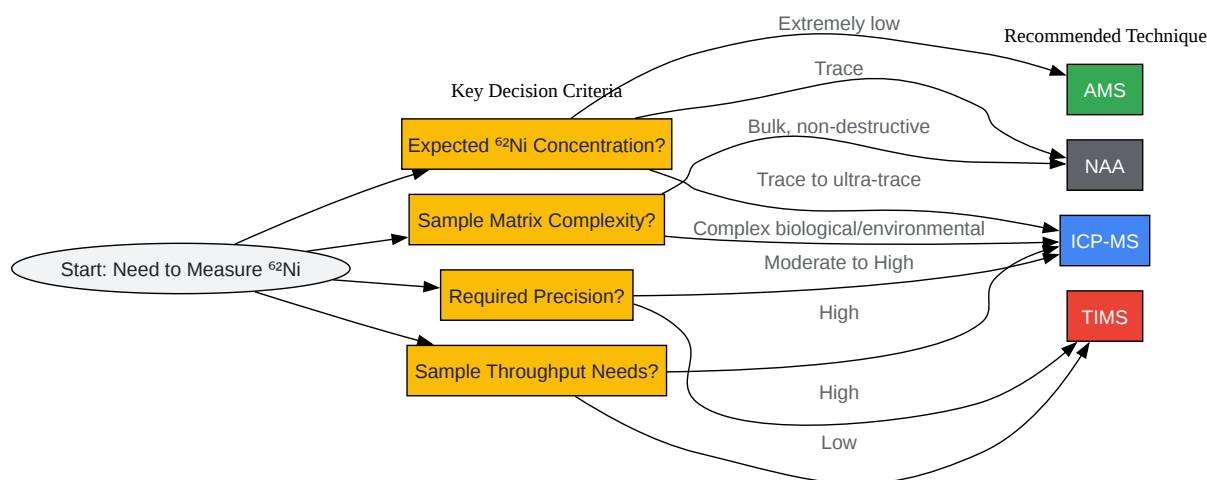 Extremely low
Recommended Technique
Trace
AMS
Key Decision Criteria
Bulk, non-destructive
Expected ⁶²Ni Concentration?
NAA
Trace to ultra-trace
Sample Matrix Complexity?
Complex biological/environmental
ICP-MS
Start: Need to Measure ⁶²Ni
Moderate to High
Required Precision?
High
TIMS
Sample Throughput Needs?
High
Low